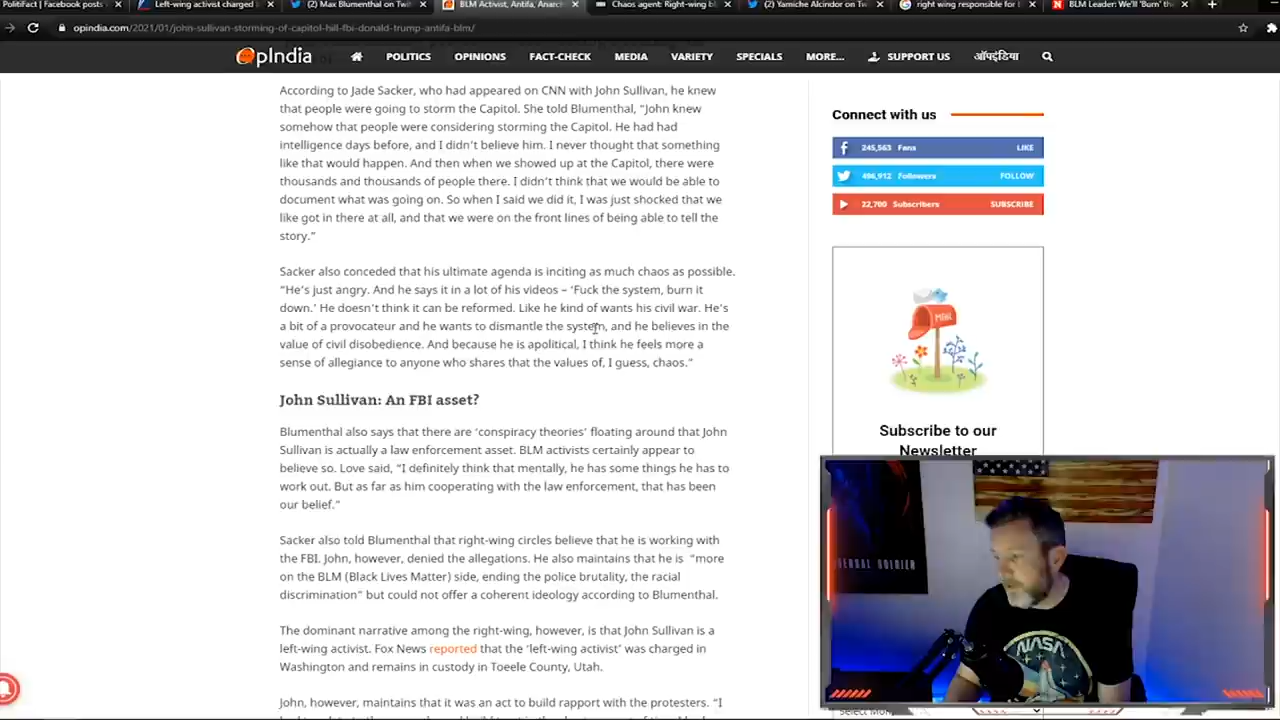 PolitiFact | Facebook posts
Left-wing activist charged
Max Blumenthal on Twi
BLM Activist, Antifa, Anarch
Chaos agent: Right-wing bl
Yamiche Alcindor on Twitt
right wing responsible for
BLM Leader: We'll 'Burn' the
opindia.com/2021/01/john-sullivan-storming-of-capitol-hill-fbi-donald-trump-antifa-blm/
OpIndia
POLITICS
OPINIONS
FACT-CHECK
MEDIA
VARIETY
SPECIALS
MORE...
SUPPORT US
ऑपइंडिया
According to Jade Sacker, who had appeared on CNN with John Sullivan, he knew
that people were going to storm the Capitol. She told Blumenthal, “John knew
somehow that people were considering storming the Capitol. He had had
intelligence days before, and I didn’t believe him. I never thought that something
like that would happen. And then when we showed up at the Capitol, there were
thousands and thousands of people there. I didn’t think that we would be able to
document what was going on. So when I said we did it, I was just shocked that we
like got in there at all, and that we were on the front lines of being able to tell the
story.”
Sacker also conceded that his ultimate agenda is inciting as much chaos as possible.
“He’s just angry. And he says it in a lot of his videos – ‘Fuck the system, burn it
down.’ He doesn’t think it can be reformed. Like he kind of wants his civil war. He’s
a bit of a provocateur and he wants to dismantle the system, and he believes in the
value of civil disobedience. And because he is apolitical, I think he feels more a
sense of allegiance to anyone who shares that the values of, I guess, chaos.”
John Sullivan: An FBI asset?
Blumenthal also says that there are ‘conspiracy theories’ floating around that John
Sullivan is actually a law enforcement asset. BLM activists certainly appear to
believe so. Love said, “I definitely think that mentally, he has some things he has to
work out. But as far as him cooperating with the law enforcement, that has been
our belief.”
Sacker also told Blumenthal that right-wing circles believe that he is working with
the FBI. John, however, denied the allegations. He also maintains that he is “more
on the BLM (Black Lives Matter) side, ending the police brutality, the racial
discrimination” but could not offer a coherent ideology according to Blumenthal.
The dominant narrative among the right-wing, however, is that John Sullivan is a
left-wing activist. Fox News reported that the ‘left-wing activist’ was charged in
Washington and remains in custody in Toeele County, Utah.
John, however, maintains that it was an act to build rapport with the protesters. “I
Connect with us
245,563 Fans
LIKE
496,912 Followers
FOLLOW
22,700 Subscribers
SUBSCRIBE
MAIL
Subscribe to our
Newsletter
NASA